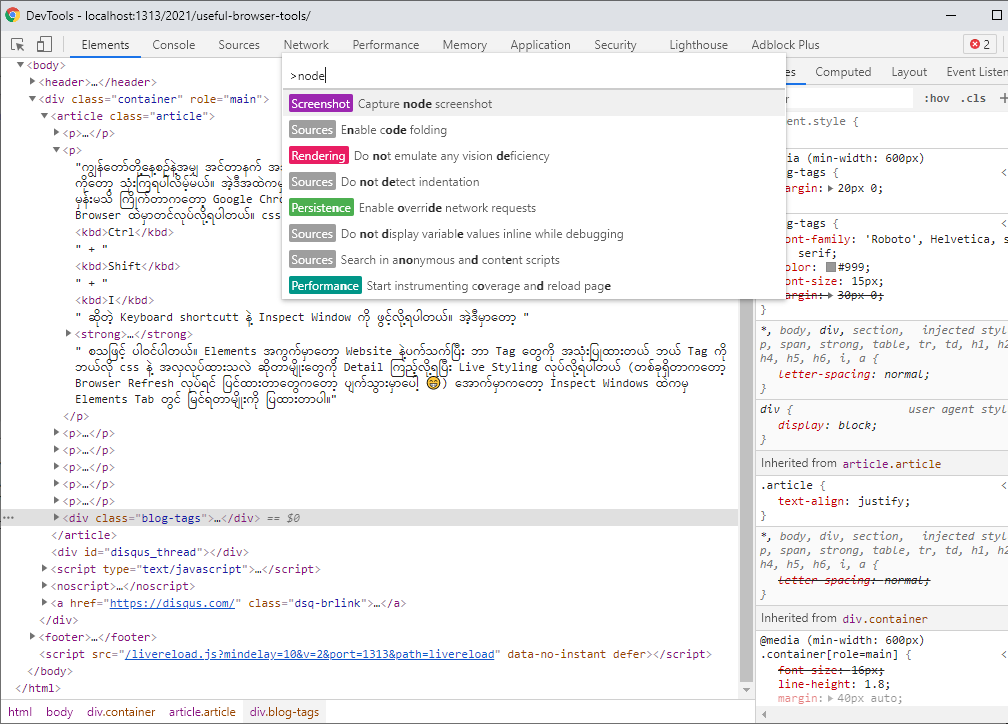 DevTools - localhost:1313/2021/useful-browser-tools/
Elements Console Sources Network Performance Memory Application Security Lighthouse Adblock Plus 2
>node
Screenshot Capture node screenshot
Sources Enable code folding
Rendering Do not emulate any vision deficiency
Sources Do not detect indentation
Persistence Enable override network requests
Sources Do not display variable values inline while debugging
Sources Search in anonymous and content scripts
Performance Start instrumenting coverage and reload page
<body>
<header>…</header>
<div class="container" role="main">
<article class="article">
<p>…</p>
<p>
"ကျွန်တော်တို့နေ့စဉ်နဲ့အမျှ အင်တာနက်
ကိုတော့ သုံးကြရပါလိမ့်မယ်။ အဲ့ဒီအထဲကမှ
မှန်းမသိ ကြိုက်တာကတော့ Google
Browser ထဲမှာတင်လုပ်လို့ရပါတယ်။ css
<kbd>Ctrl</kbd>
" + "
<kbd>Shift</kbd>
" + "
<kbd>I</kbd>
" ဆိုတဲ့ Keyboard shortcutt နဲ့ Inspect Window ကို ဖွင့်လို့ရပါတယ်။ အဲ့ဒီမှာတော့ "
<strong>…</strong>
" စသဖြင့် ပါဝင်ပါတယ်။ Elements အကွက်မှာတော့ Website နဲ့ပက်သက်ပြီး ဘာ Tag တွေကို အသုံးပြုထားတယ် ဘယ် Tag ကို
ဘယ်လို css နဲ့ အလှလုပ်ထားသလဲ ဆိုတာမျိုးတွေကို Detail ကြည့်လို့ရပြီး Live Styling လုပ်လို့ရပါတယ် (တစ်ခုရှိတာကတော့
Browser Refresh လုပ်ရင် ပြင်ထားတာတွေကတော့ ပျက်သွားမှာပေါ့ 😁) အောက်မှာကတော့ Inspect Windows ထဲကမှ
Elements Tab တွင် မြင်ရတာမျိုးကို ပြထားတာပါ။"
</p>
<p>…</p>
<p>…</p>
<p>…</p>
<p>…</p>
<p>…</p>
<div class="blog-tags">…</div> == $0
</article>
<div id="disqus_thread"></div>
<script type="text/javascript">…</script>
<noscript>…</noscript>
<a href="https://disqus.com/" class="dsq-brlink">…</a>
</div>
<footer>…</footer>
<script src="/livereload.js?mindelay=10&v=2&port=1313&path=livereload" data-no-instant defer></script>
</body>
</html>
html body div.container article.article div.blog-tags
Computed Layout Event Listen
:hov .cls +
ent.style {
ia (min-width: 600px)
g-tags {
argin: 20px 0;
g-tags {
ont-family: 'Roboto', Helvetica, s
serif;
olor: #999;
ont-size: 15px;
argin: 30px 0;
}
*, body, div, section, injected styl
p, span, strong, table, tr, td, h1, h2
h4, h5, h6, i, a {
letter-spacing: normal;
}
div { user agent styl
display: block;
}
Inherited from article.article
.article {
text-align: justify;
}
*, body, div, section, injected styl
p, span, strong, table, tr, td, h1, h2
h4, h5, h6, i, a {
letter-spacing: normal;
}
Inherited from div.container
@media (min-width: 600px)
.container[role=main] {
font-size: 16px;
line-height: 1.8;
margin: 40px auto;